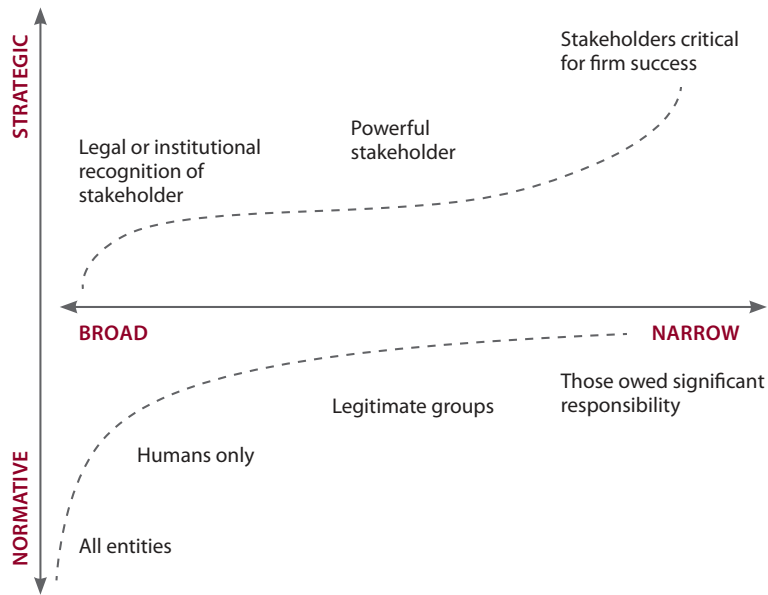 STRATEGIC
Stakeholders critical
for firm success
Powerful
stakeholder
Legal or institutional
recognition of
stakeholder
BROAD
NARROW
Those owed significant
responsibility
Legitimate groups
Humans only
NORMATIVE
All entities